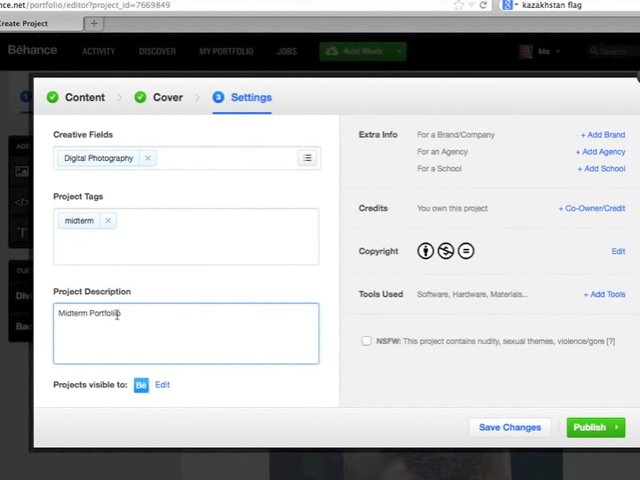 nce.net/portfolio/editor?project_id=7669849
kazakhstan flag
Create Project
Bēhance ACTIVITY DISCOVER MY PORTFOLIO JOBS Add Work Me Search
Content Cover 3 Settings
Creative Fields
Digital Photography ×
Project Tags
midterm ×
Project Description
Midterm Portfolio
Projects visible to: Bē Edit
Extra Info For a Brand/Company + Add Brand
For an Agency + Add Agency
For a School + Add School
Credits You own this project + Co-Owner/Credit
Copyright Edit
Tools Used Software, Hardware, Materials... + Add Tools
NSFW: This project contains nudity, sexual themes, violence/gore [?]
Save Changes Publish